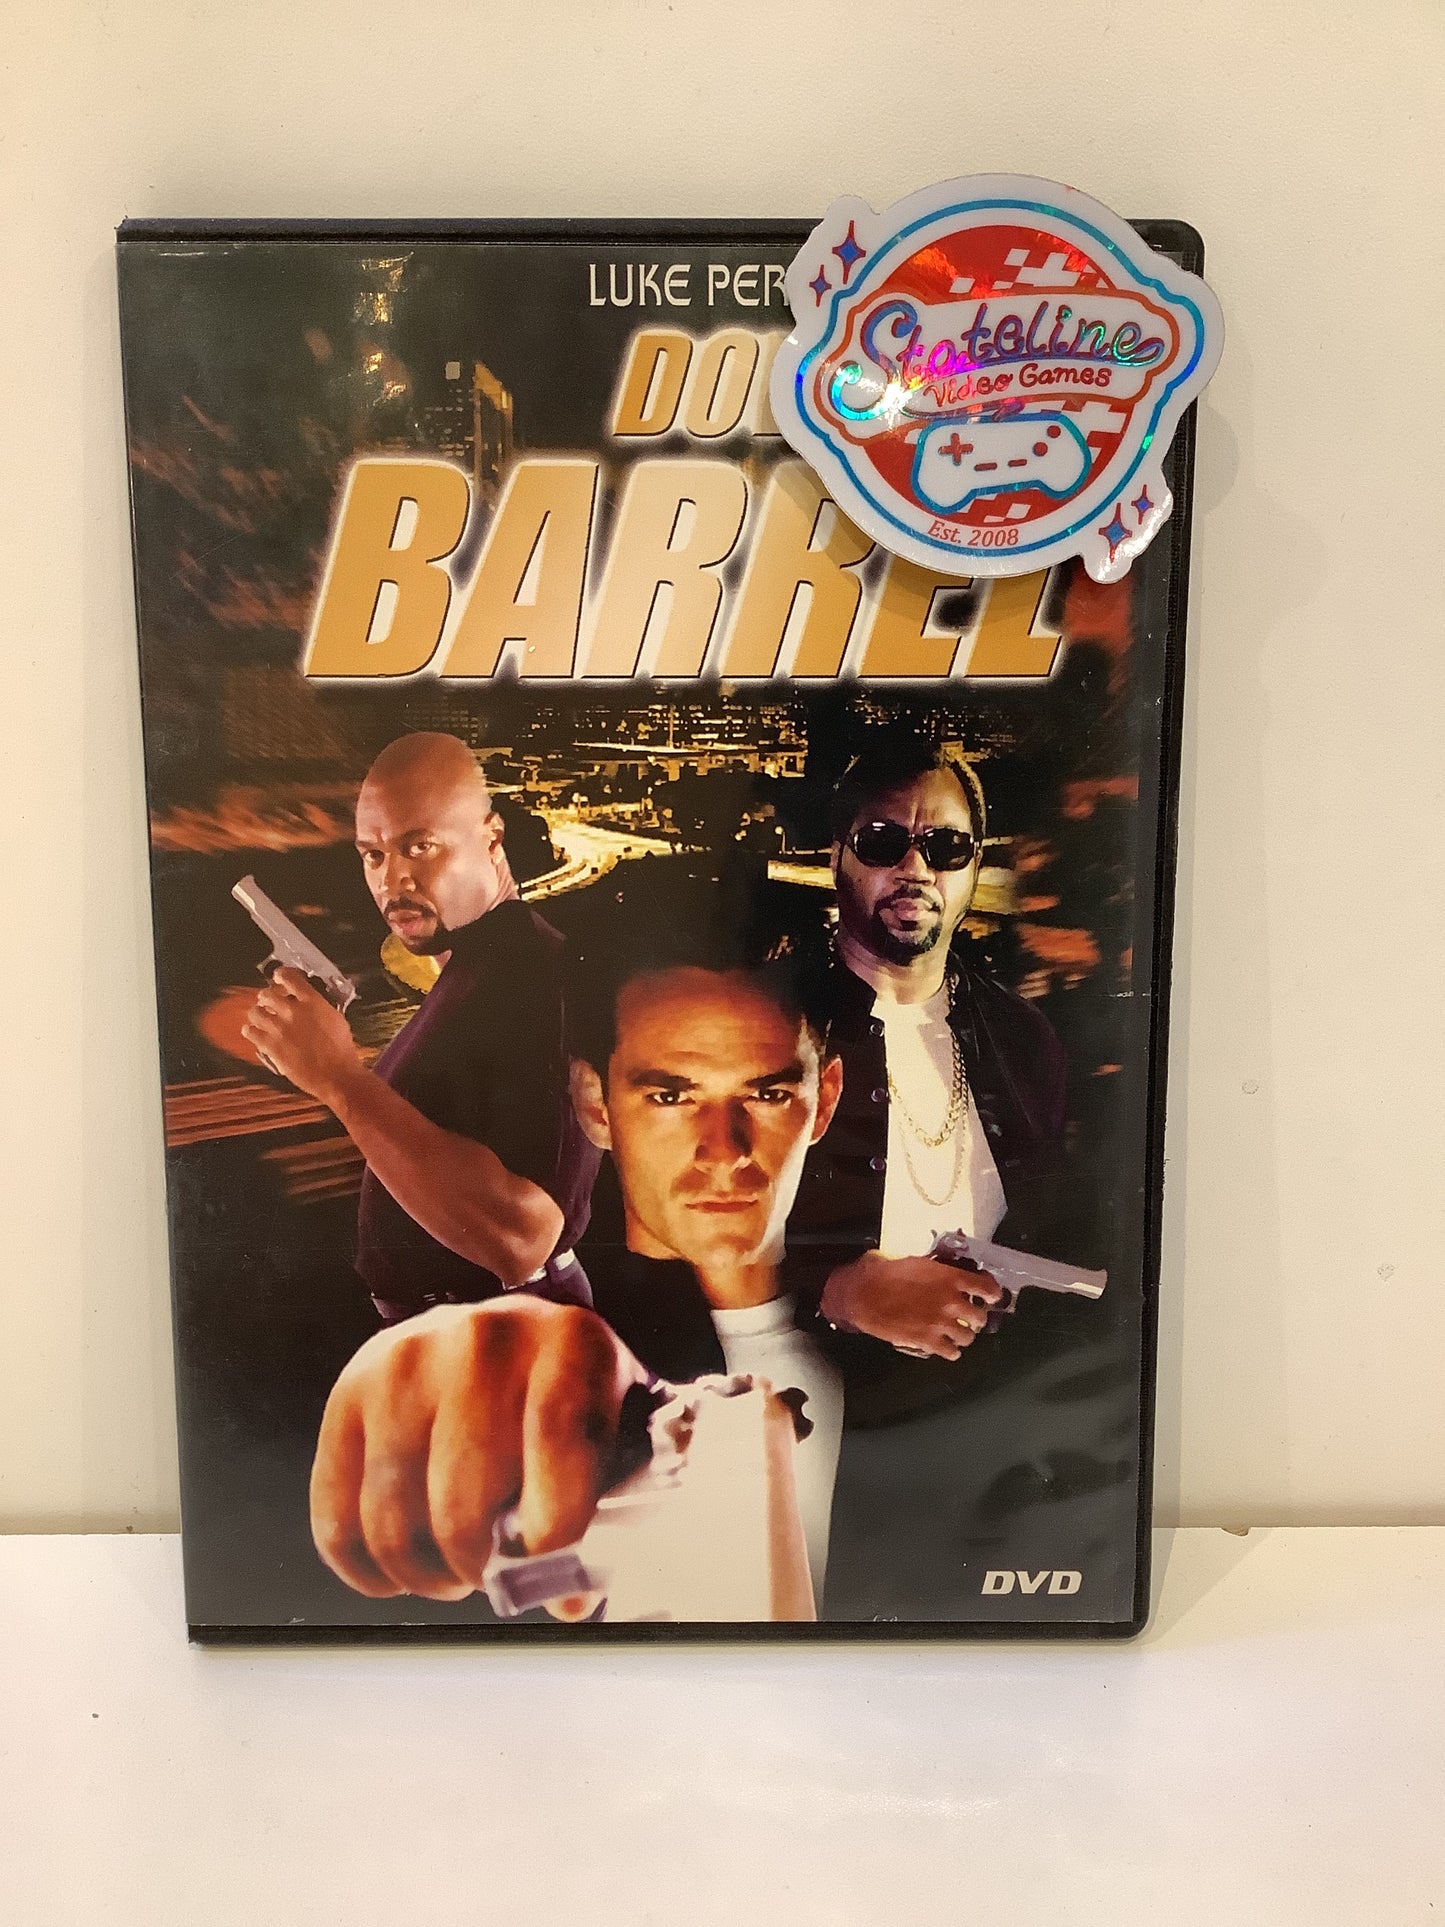 LUKE PER
DO
BARREL
Stateline
Video Games
Est. 2008
DVD